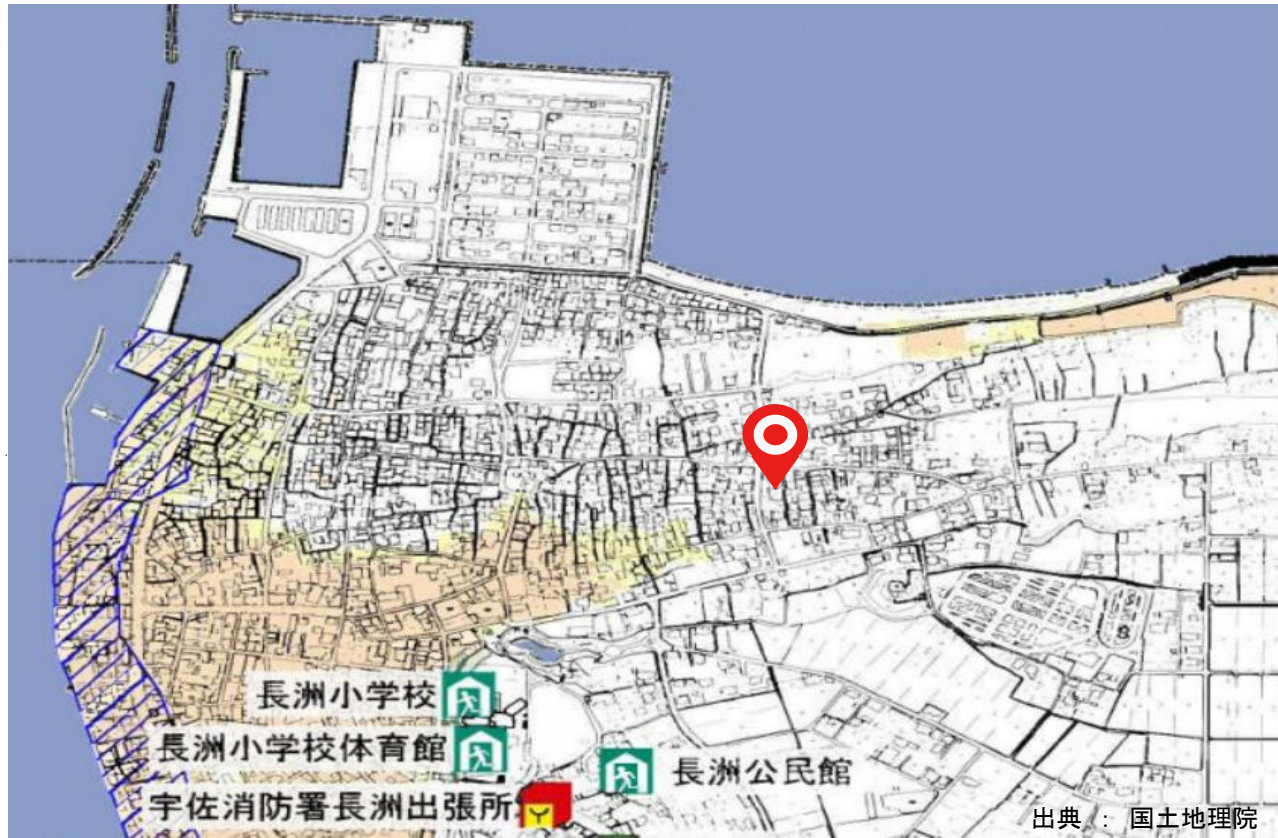 長洲小学校
長洲小学校体育館
長洲公民館
宇佐消防署長洲出張所
出典 : 国土地理院